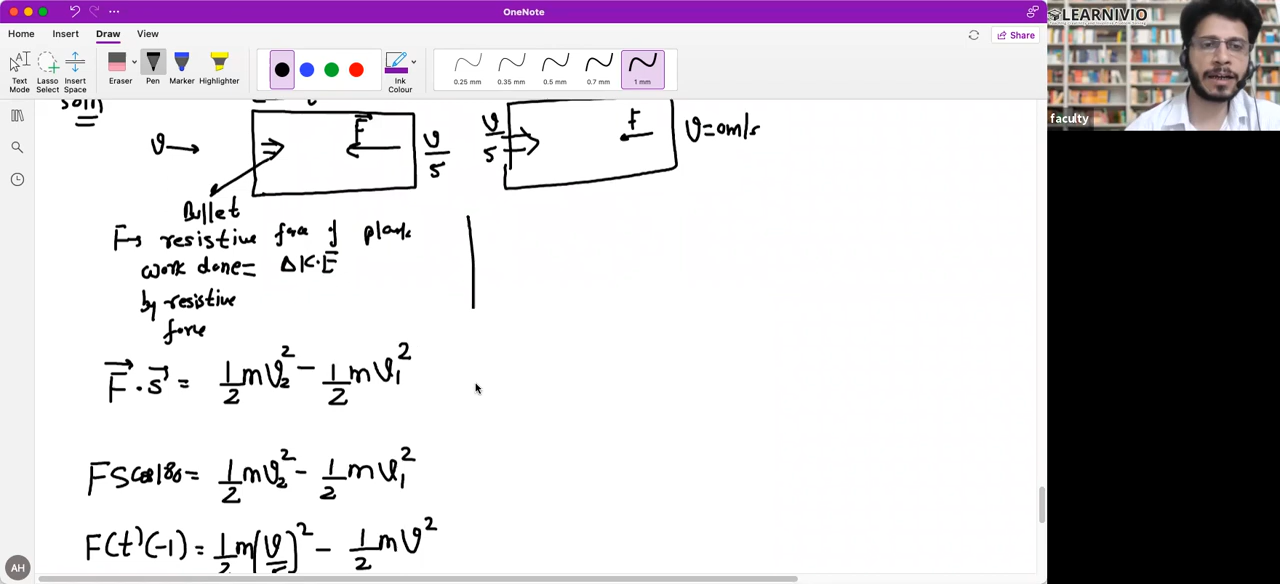 OneNote
Home Insert Draw View
Share
Text Mode
Lasso Select
Insert Space
Eraser
Pen
Marker
Highlighter
Ink Colour
0.25 mm 0.35 mm 0.5 mm 0.7 mm 1 mm
LEARNIVIO
faculty
soln
v → F v/5
v/5 F v=0m/s
Bullet
F→ resistive force of plank
work done = ΔK.E
by resistive
force
F⃗.s⃗ = 1/2 mv₂² - 1/2 mv₁²
FS cos180 = 1/2 mv₂² - 1/2 mv₁²
F(t)(-1) = 1/2 m(v/5)² - 1/2 mv²
AH